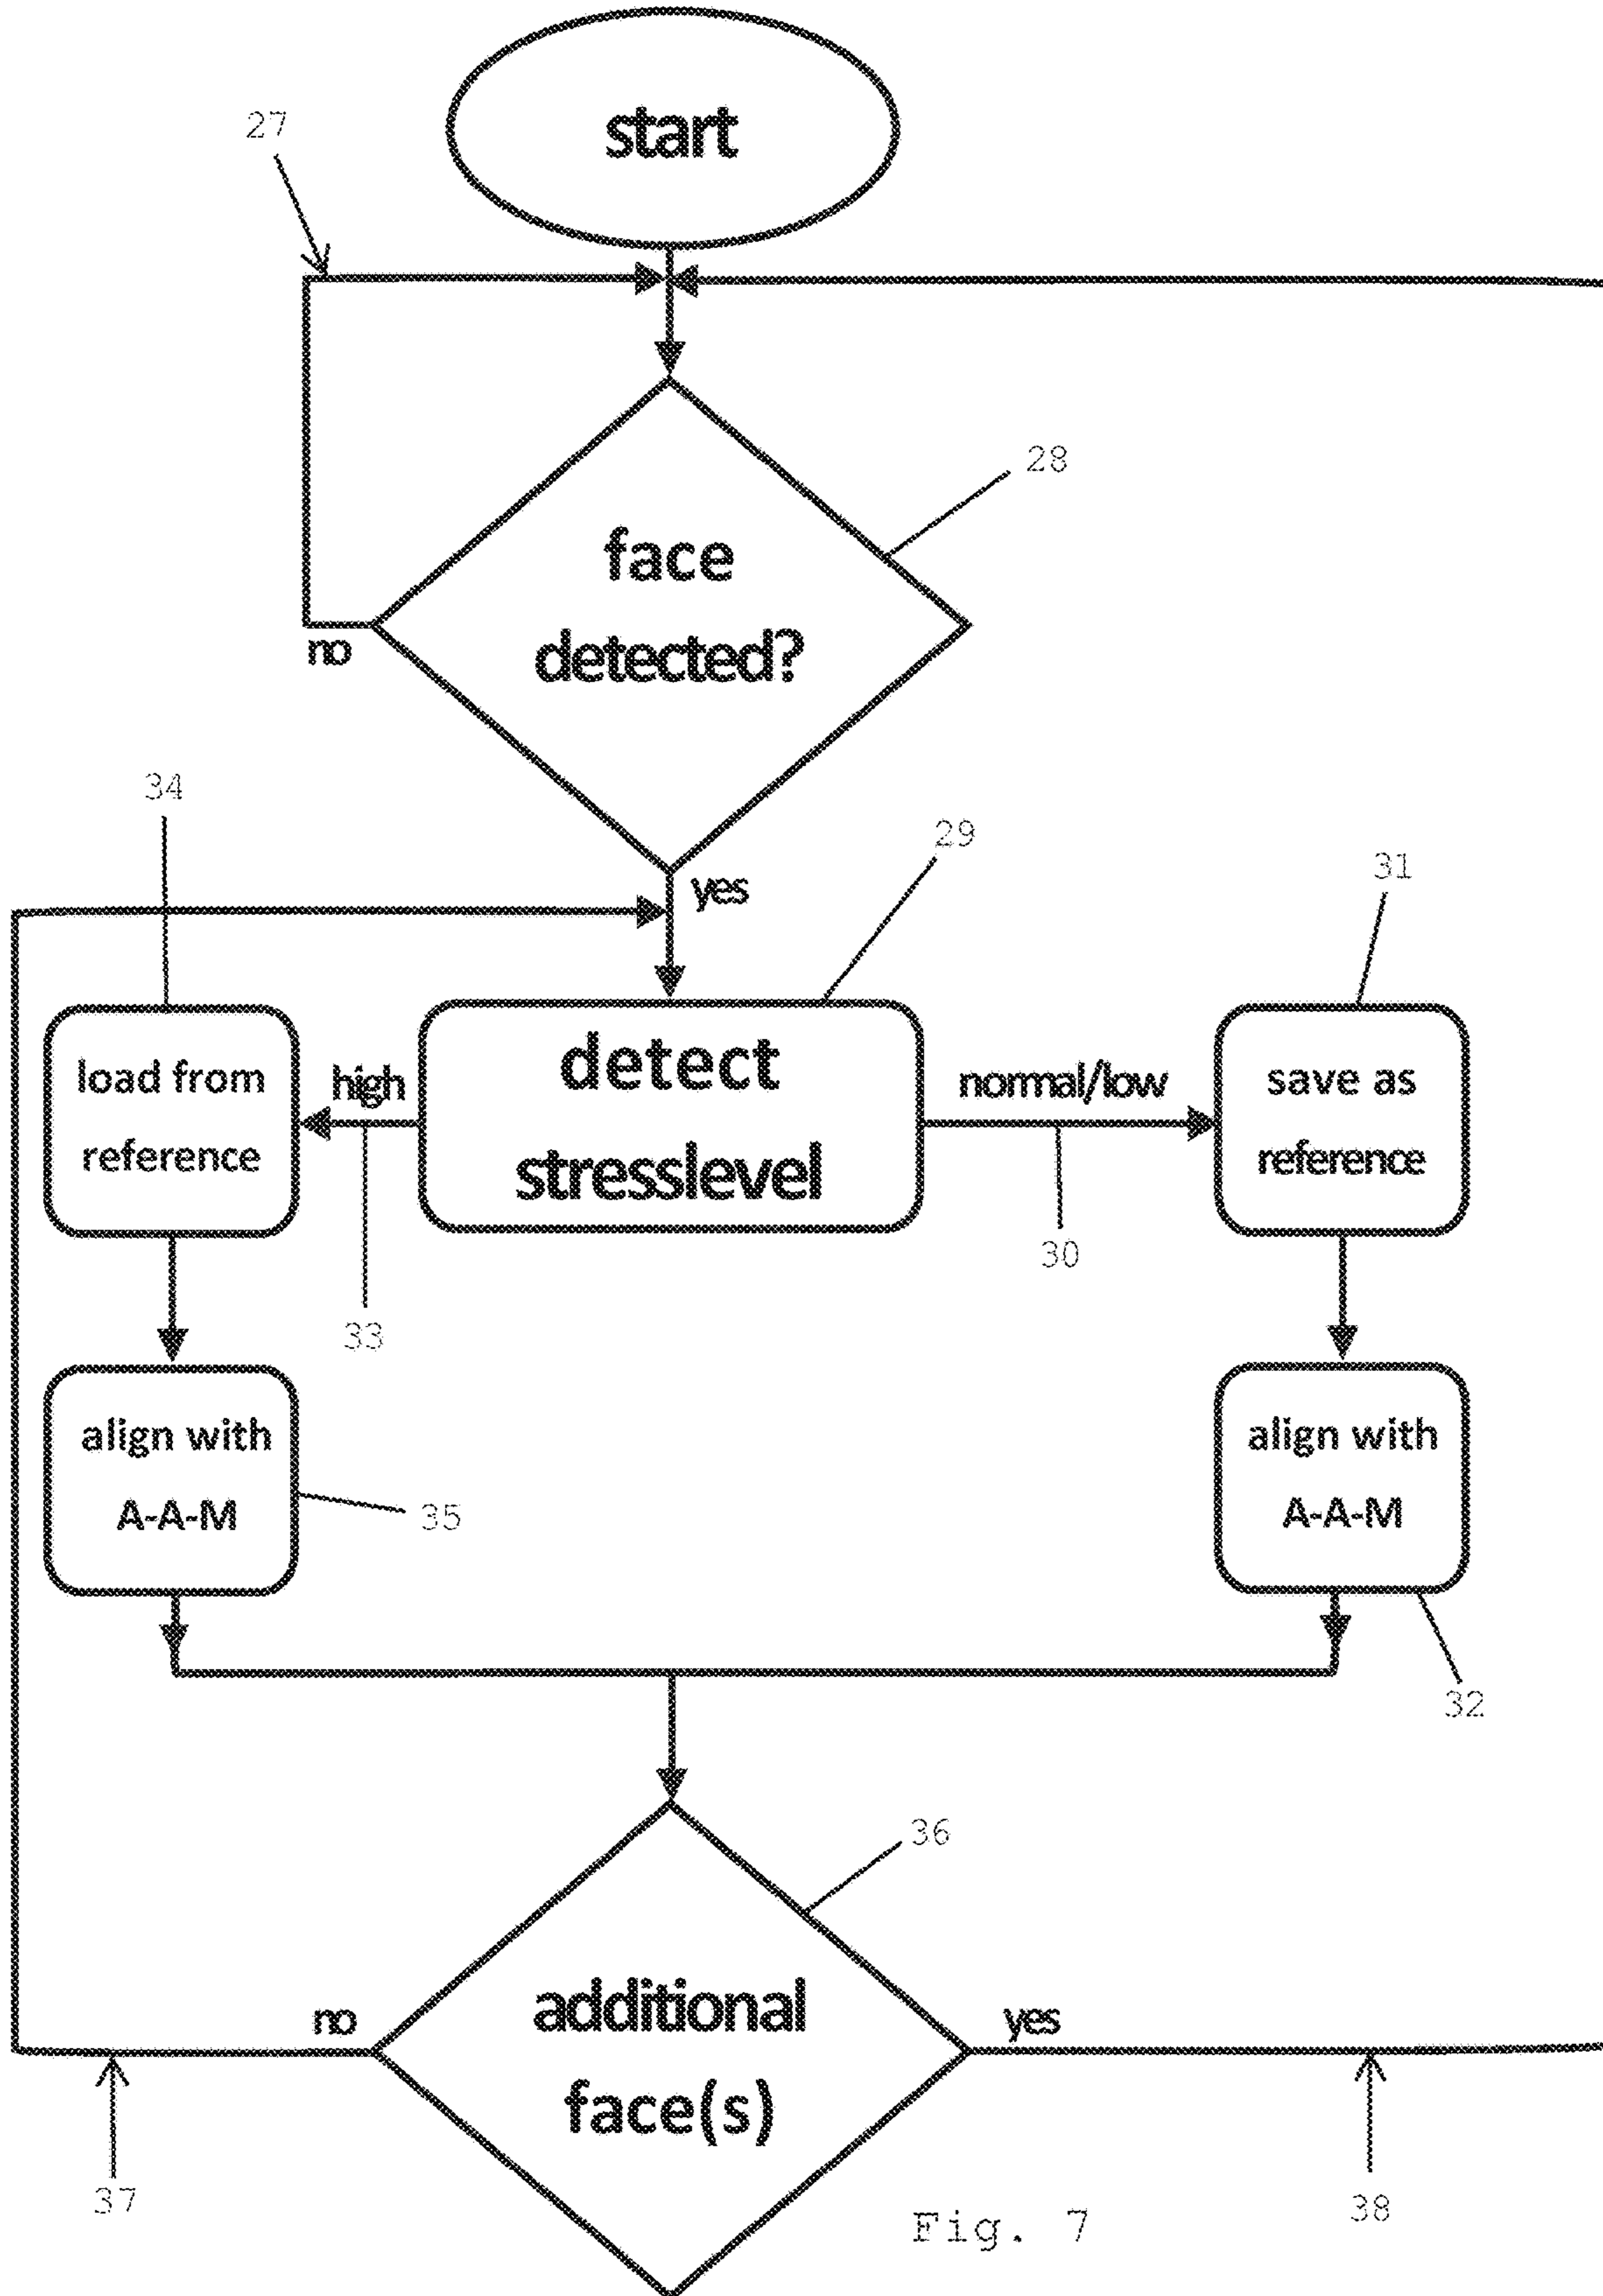 start
27
28
face
detected?
no
34
yes
29
31
load from
reference
high
detect
stresslevel
normal/low
save as
reference
33
30
align with
A-A-M
35
align with
A-A-M
32
36
no
additional
face(s)
yes
37
38
Fig. 7